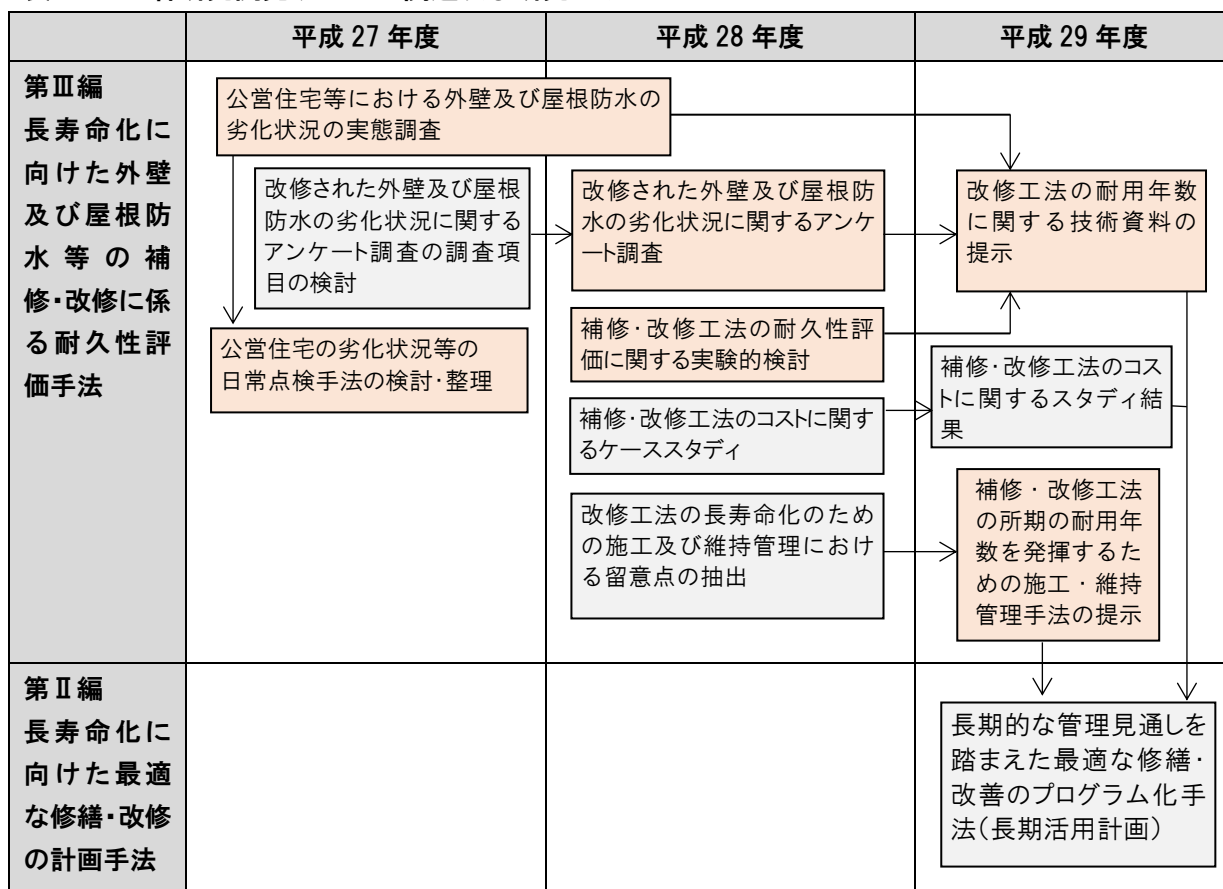 平成 27 年度
平成 28 年度
平成 29 年度
第Ⅲ編
長寿命化に
向けた外壁
及び屋根防
水等の補
修・改修に係
る耐久性評
価手法
公営住宅等における外壁及び屋根防水の
劣化状況の実態調査
改修された外壁及び屋根
防水の劣化状況に関する
アンケート調査の調査項
目の検討
公営住宅の劣化状況等の
日常点検手法の検討・整理
改修された外壁及び屋根防
水の劣化状況に関するアンケ
ート調査
補修・改修工法の耐久性評
価に関する実験的検討
補修・改修工法のコストに関す
るケーススタディ
改修工法の長寿命化のため
の施工及び維持管理におけ
る留意点の抽出
改修工法の耐用年数
に関する技術資料の
提示
補修・改修工法のコス
トに関するスタディ結
果
補修・改修工法
の所期の耐用年
数を発揮するた
めの施工・維持
管理手法の提示
第Ⅱ編
長寿命化に
向けた最適
な修繕・改修
の計画手法
長期的な管理見通しを
踏まえた最適な修繕・
改善のプログラム化手
法（長期活用計画）